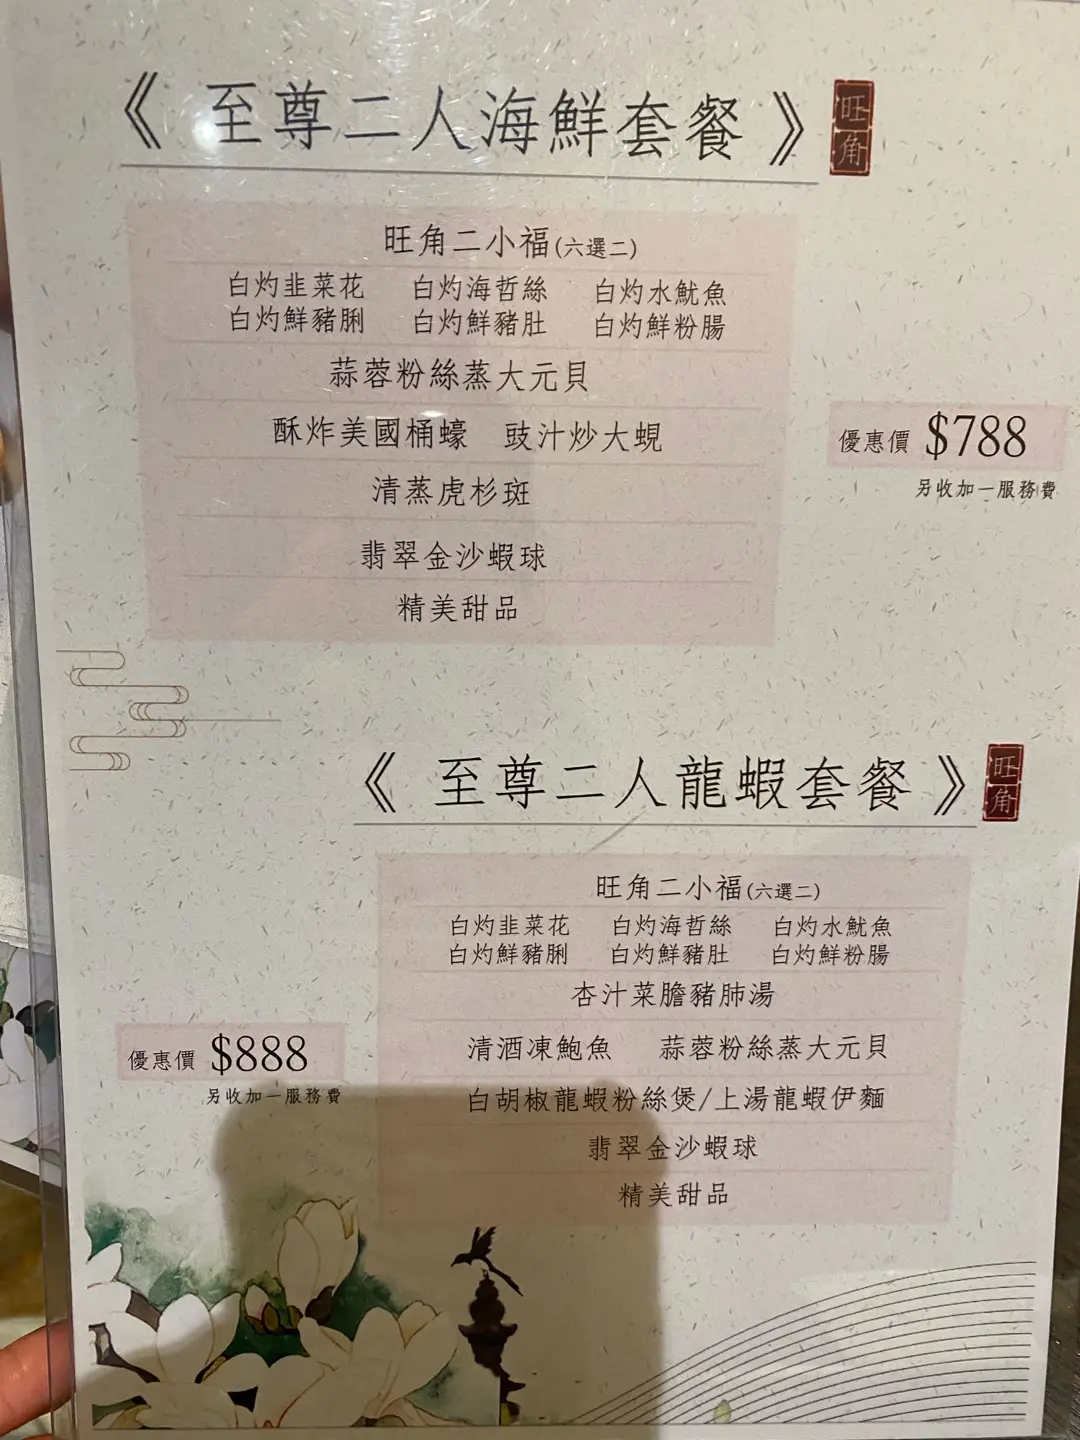 《至尊二人海鮮套餐》 旺角
旺角二小福(六選二)
白灼韭菜花 白灼海哲絲 白灼水魷魚
白灼鮮豬脷 白灼鮮豬肚 白灼鮮粉腸
蒜蓉粉絲蒸大元貝
酥炸美國桶蠔 豉汁炒大蜆
清蒸虎杉斑
翡翠金沙蝦球
精美甜品
優惠價 $788
另收加一服務費
《至尊二人龍蝦套餐》 旺角
旺角二小福(六選二)
白灼韭菜花 白灼海哲絲 白灼水魷魚
白灼鮮豬脷 白灼鮮豬肚 白灼鮮粉腸
杏汁菜膽豬肺湯
清酒凍鮑魚 蒜蓉粉絲蒸大元貝
白胡椒龍蝦粉絲煲/上湯龍蝦伊麵
翡翠金沙蝦球
精美甜品
優惠價 $888
另收加一服務費